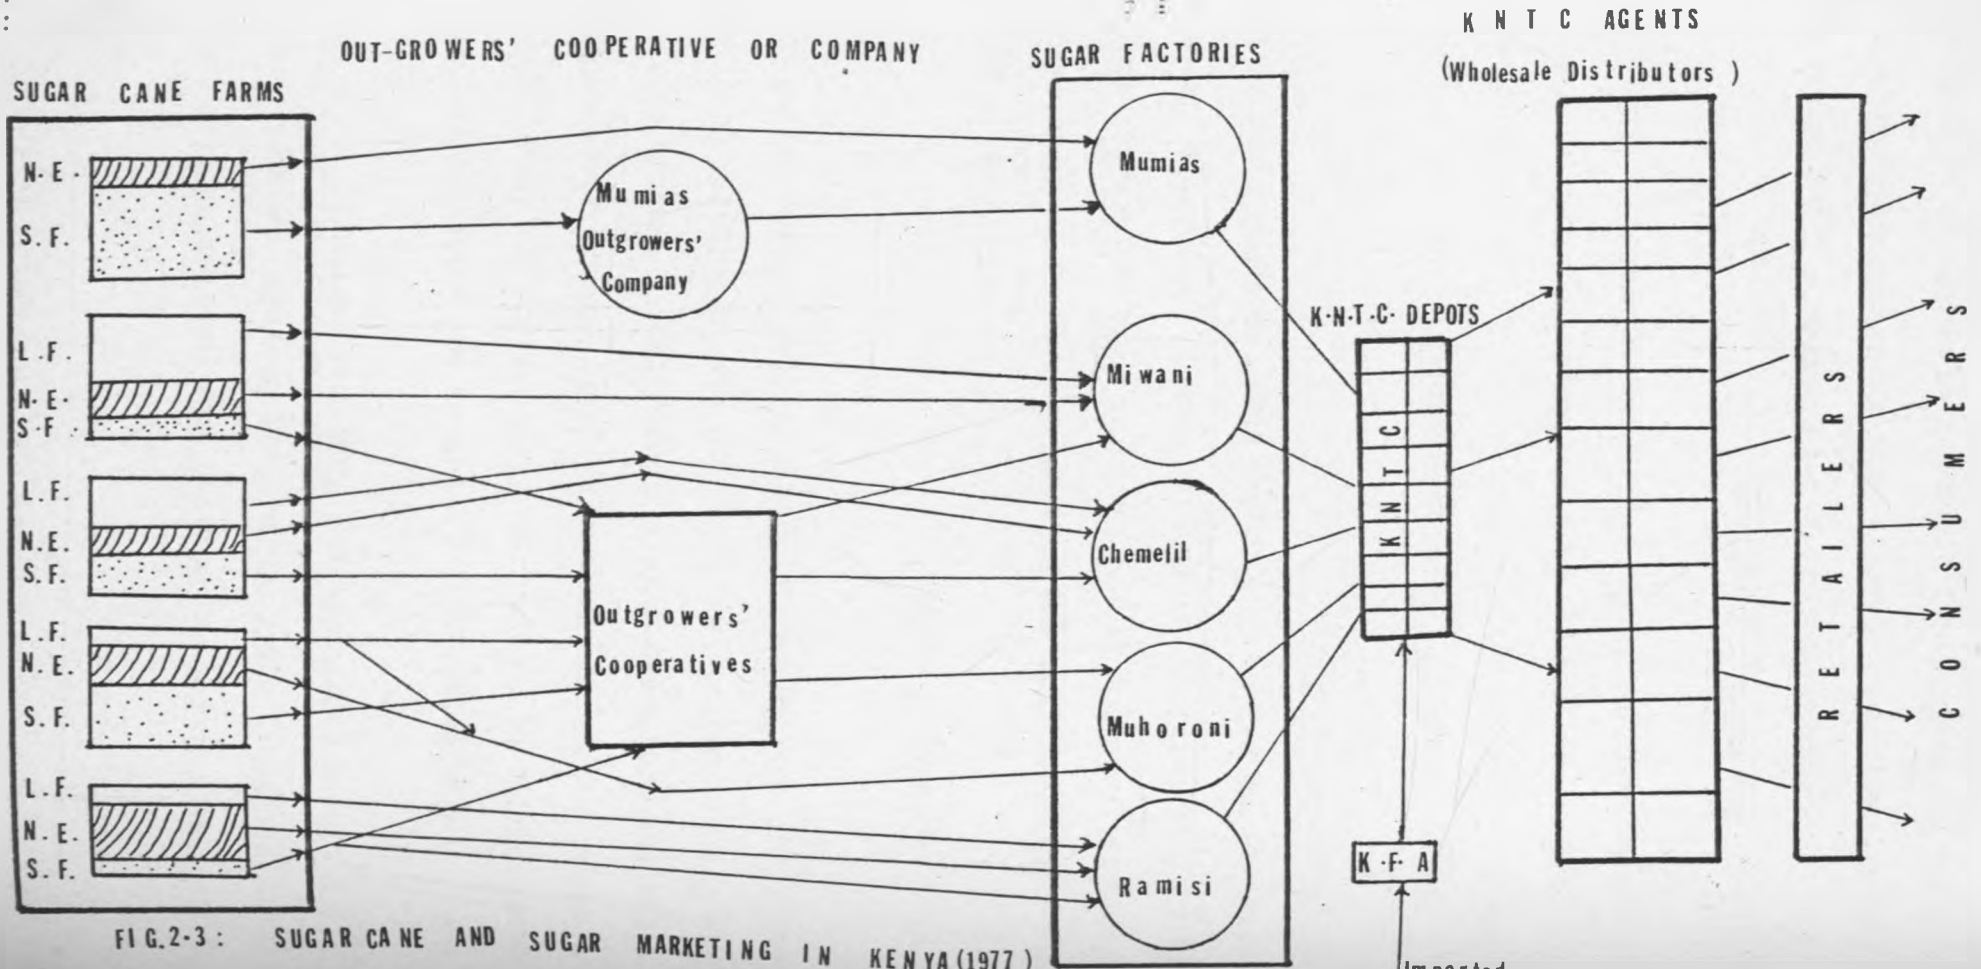 K N T C AGENTS
(Wholesale Distributors)
OUT-GROWERS' COOPERATIVE OR COMPANY
SUGAR FACTORIES
SUGAR CANE FARMS
N.E.
S.F.
L.F.
N.E.
S.F.
L.F.
N.E.
S.F.
L.F.
N.E.
S.F.
L.F.
N.E.
S.F.
Mumias
Outgrowers'
Company
Outgrowers'
Cooperatives
Mumias
Miwani
Chemelil
Muhoroni
Ramisi
K.N.T.C. DEPOTS
K N T C
K.F.A
Imported
RETAILERS
CONSUMERS
FIG.2-3: SUGAR CANE AND SUGAR MARKETING IN KENYA (1977)